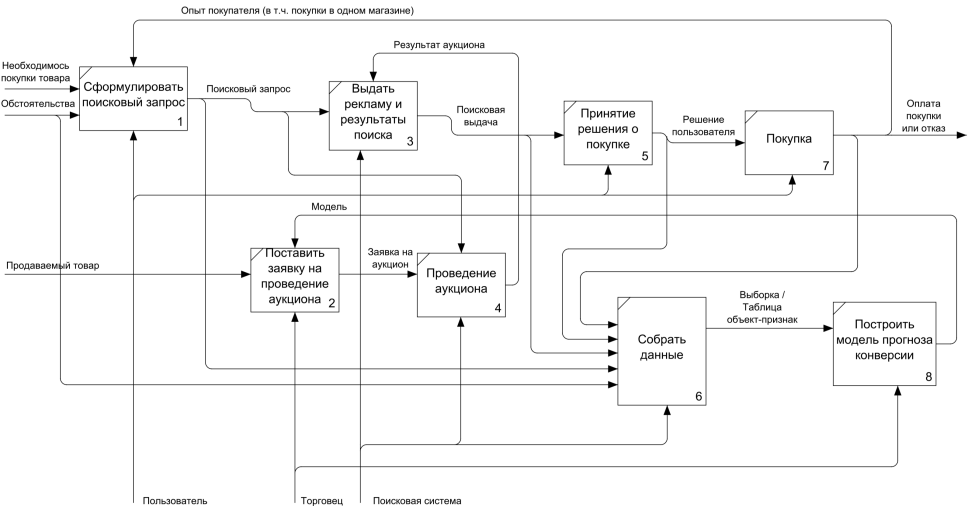 Опыт покупателя (в т.ч. покупки в одном магазине)
Результат аукциона
Необходимось
покупки товара
Обстоятельства
Сформулировать
поисковый запрос
1
Поисковый запрос
Выдать
рекламу и
результаты
поиска
3
Поисковая
выдача
Принятие
решения о
покупке
5
Решение
пользователя
Покупка
7
Оплата
покупки
или отказ
Модель
Продаваемый товар
Поставить
заявку на
проведение
аукциона
2
Заявка на
аукцион
Проведение
аукциона
4
Собрать
данные
6
Выборка /
Таблица
объект-признак
Построить
модель прогноза
конверсии
8
Пользователь
Торговец
Поисковая система